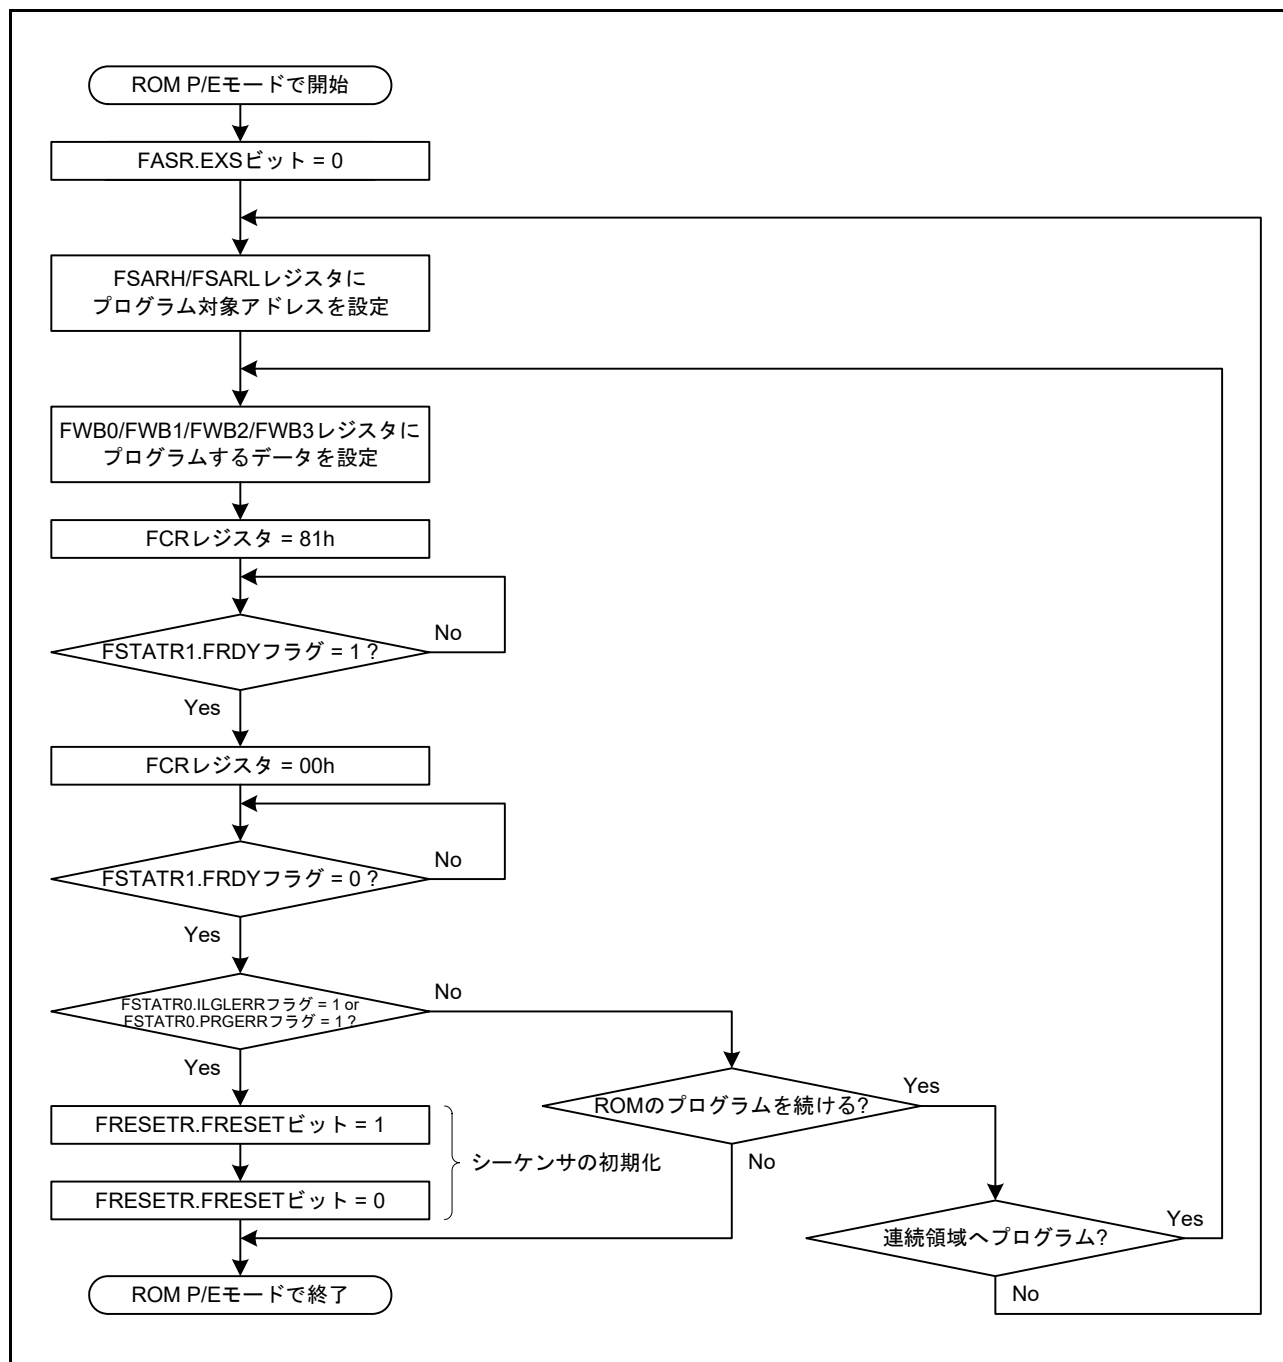 ROM P/Eモードで開始
FASR.EXSビット = 0
FSARH/FSARLレジスタに
プログラム対象アドレスを設定
FWB0/FWB1/FWB2/FWB3レジスタに
プログラムするデータを設定
FCRレジスタ = 81h
FSTATR1.FRDYフラグ = 1 ?
No
Yes
FCRレジスタ = 00h
FSTATR1.FRDYフラグ = 0 ?
No
Yes
FSTATR0.ILGLERRフラグ = 1 or
FSTATR0.PRGERRフラグ = 1 ?
No
Yes
ROMのプログラムを続ける?
Yes
No
FRESETR.FRESETビット = 1
シーケンサの初期化
FRESETR.FRESETビット = 0
連続領域へプログラム?
Yes
No
ROM P/Eモードで終了